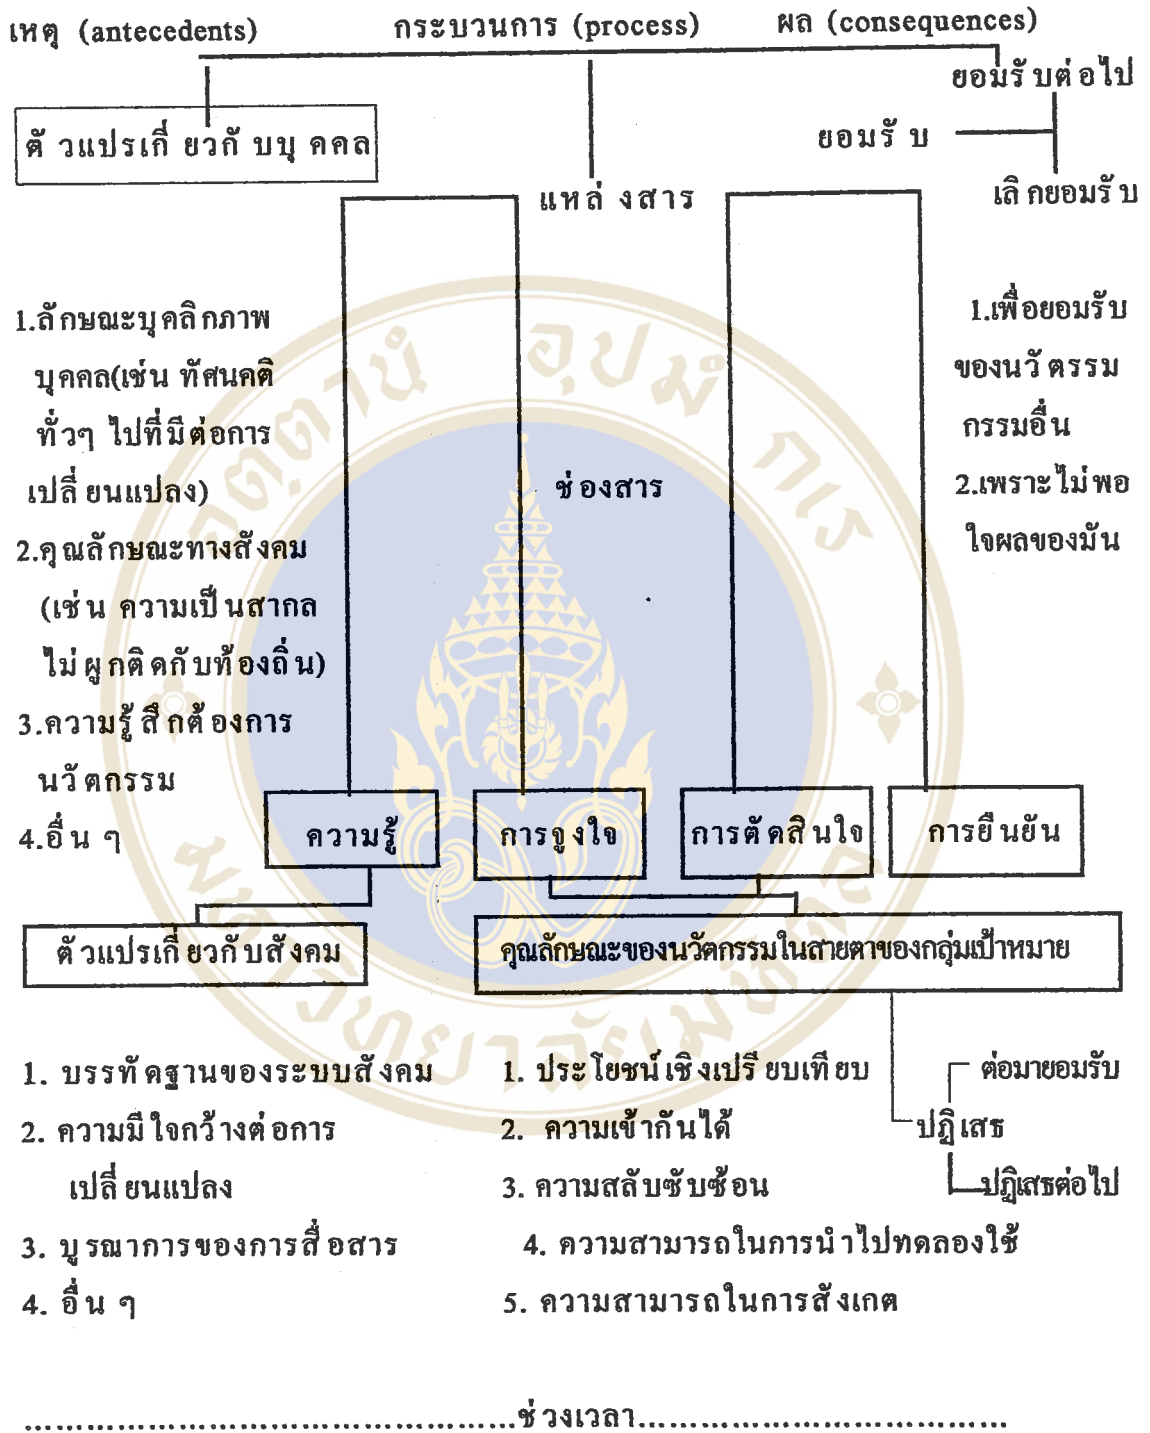 เหตุ (antecedents) กระบวนการ (process) ผล (consequences)
ยอมรับต่อไป
ตัวแปรเกี่ยวกับบุคคล
ยอมรับ
แหล่งสาร
เลิกยอมรับ
1.ลักษณะบุคลิกภาพ
บุคคล(เช่น ทัศนคติ
ทั่วๆ ไปที่มีต่อการ
เปลี่ยนแปลง)
2.คุณลักษณะทางสังคม
(เช่น ความเป็นสากล
ไม่ผูกติดกับท้องถิ่น)
3.ความรู้สึกต้องการ
นวัตกรรม
4.อื่น ๆ
ช่องสาร
1.เพื่อยอมรับ
ของนวัตรรม
กรรมอื่น
2.เพราะไม่พอ
ใจผลของมัน
ความรู้ การจูงใจ การตัดสินใจ การยืนยัน
ตัวแปรเกี่ยวกับสังคม
คุณลักษณะของนวัตกรรมในสายตาของกลุ่มเป้าหมาย
1. บรรทัดฐานของระบบสังคม
2. ความมีใจกว้างต่อการ
เปลี่ยนแปลง
3. บูรณาการของการสื่อสาร
4. อื่น ๆ
1. ประโยชน์เชิงเปรียบเทียบ
2. ความเข้ากันได้
3. ความสลับซับซ้อน
4. ความสามารถในการนำไปทดลองใช้
5. ความสามารถในการสังเกต
ต่อมายอมรับ
ปฏิเสธ
ปฏิเสธต่อไป
................................................ช่วงเวลา....................................
อตฺตานํ อุปมํ กเร
มหาวิทยาลัยมหิดล